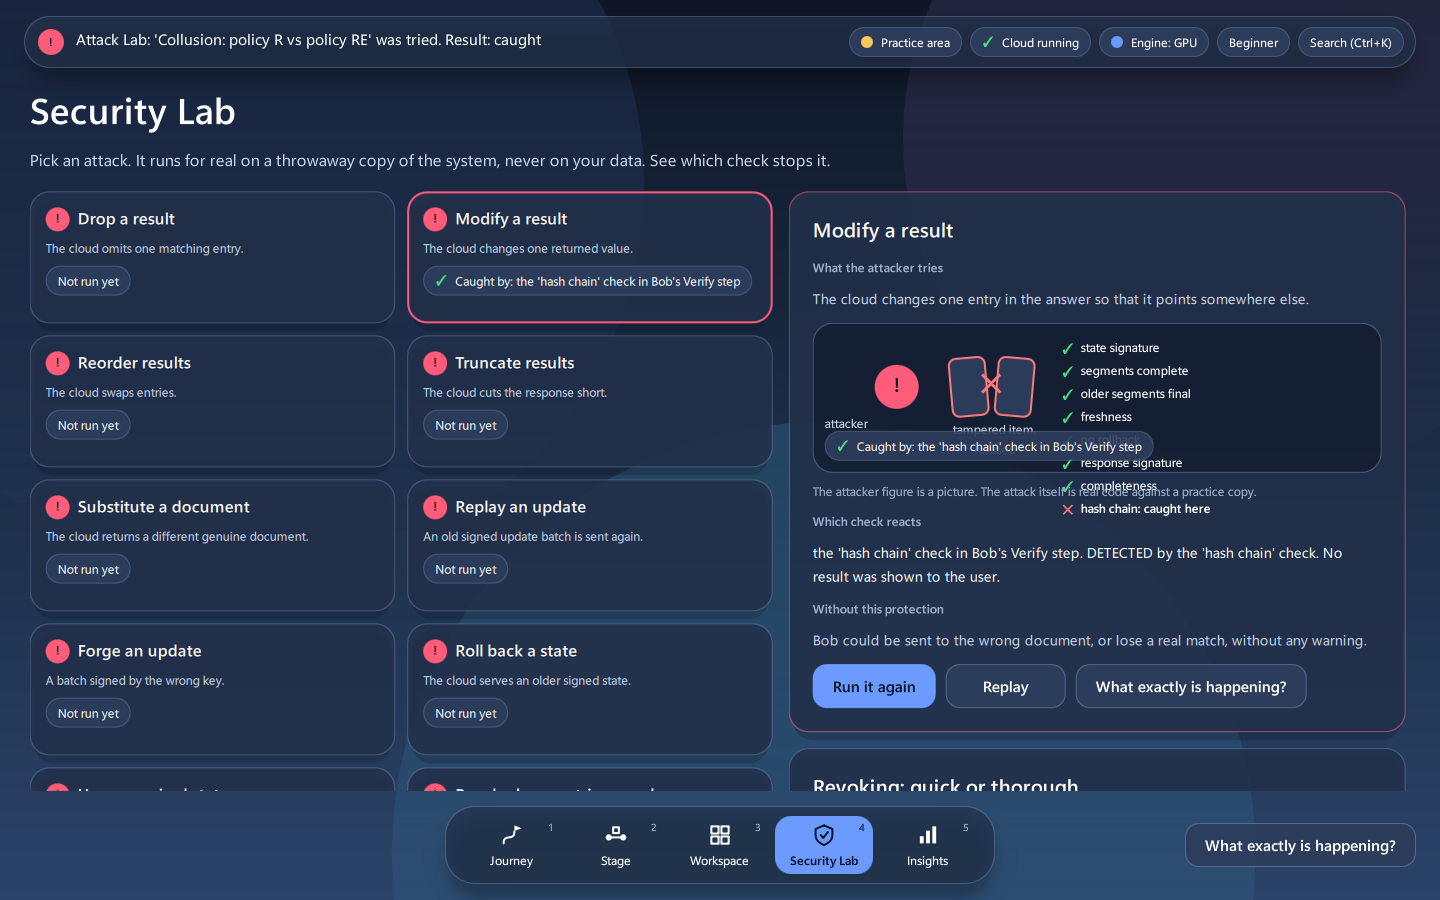 ! Attack Lab: 'Collusion: policy R vs policy RE' was tried. Result: caught
Practice area
✓ Cloud running
Engine: GPU
Beginner
Search (Ctrl+K)
Security Lab
Pick an attack. It runs for real on a throwaway copy of the system, never on your data. See which check stops it.
! Drop a result
The cloud omits one matching entry.
Not run yet
! Modify a result
The cloud changes one returned value.
✓ Caught by: the 'hash chain' check in Bob's Verify step
! Reorder results
The cloud swaps entries.
Not run yet
! Truncate results
The cloud cuts the response short.
Not run yet
! Substitute a document
The cloud returns a different genuine document.
Not run yet
! Replay an update
An old signed update batch is sent again.
Not run yet
! Forge an update
A batch signed by the wrong key.
Not run yet
! Roll back a state
The cloud serves an older signed state.
Not run yet
Modify a result
What the attacker tries
The cloud changes one entry in the answer so that it points somewhere else.
!
attacker
tampered item
✓ state signature
✓ segments complete
✓ older segments final
✓ freshness
no rollback
✓ Caught by: the 'hash chain' check in Bob's Verify step
✓ response signature
✓ completeness
✕ hash chain: caught here
The attacker figure is a picture. The attack itself is real code against a practice copy.
Which check reacts
the 'hash chain' check in Bob's Verify step. DETECTED by the 'hash chain' check. No
result was shown to the user.
Without this protection
Bob could be sent to the wrong document, or lose a real match, without any warning.
Run it again
Replay
What exactly is happening?
Revoking: quick or thorough
Journey 1
Stage 2
Workspace 3
Security Lab 4
Insights 5
What exactly is happening?